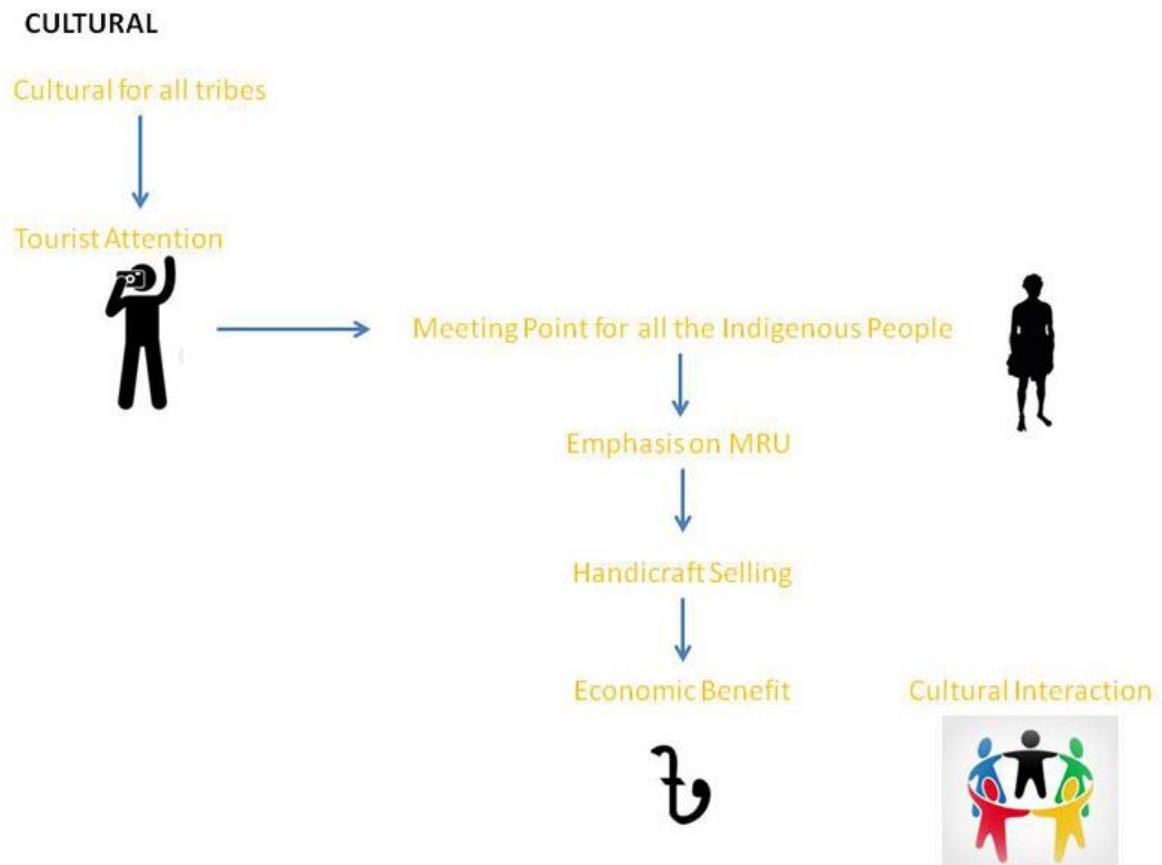 CULTURAL
Cultural for all tribes
Tourist Attention
Meeting Point for all the Indigenous People
Emphasis on MRU
Handicraft Selling
Economic Benefit
Cultural Interaction
৳